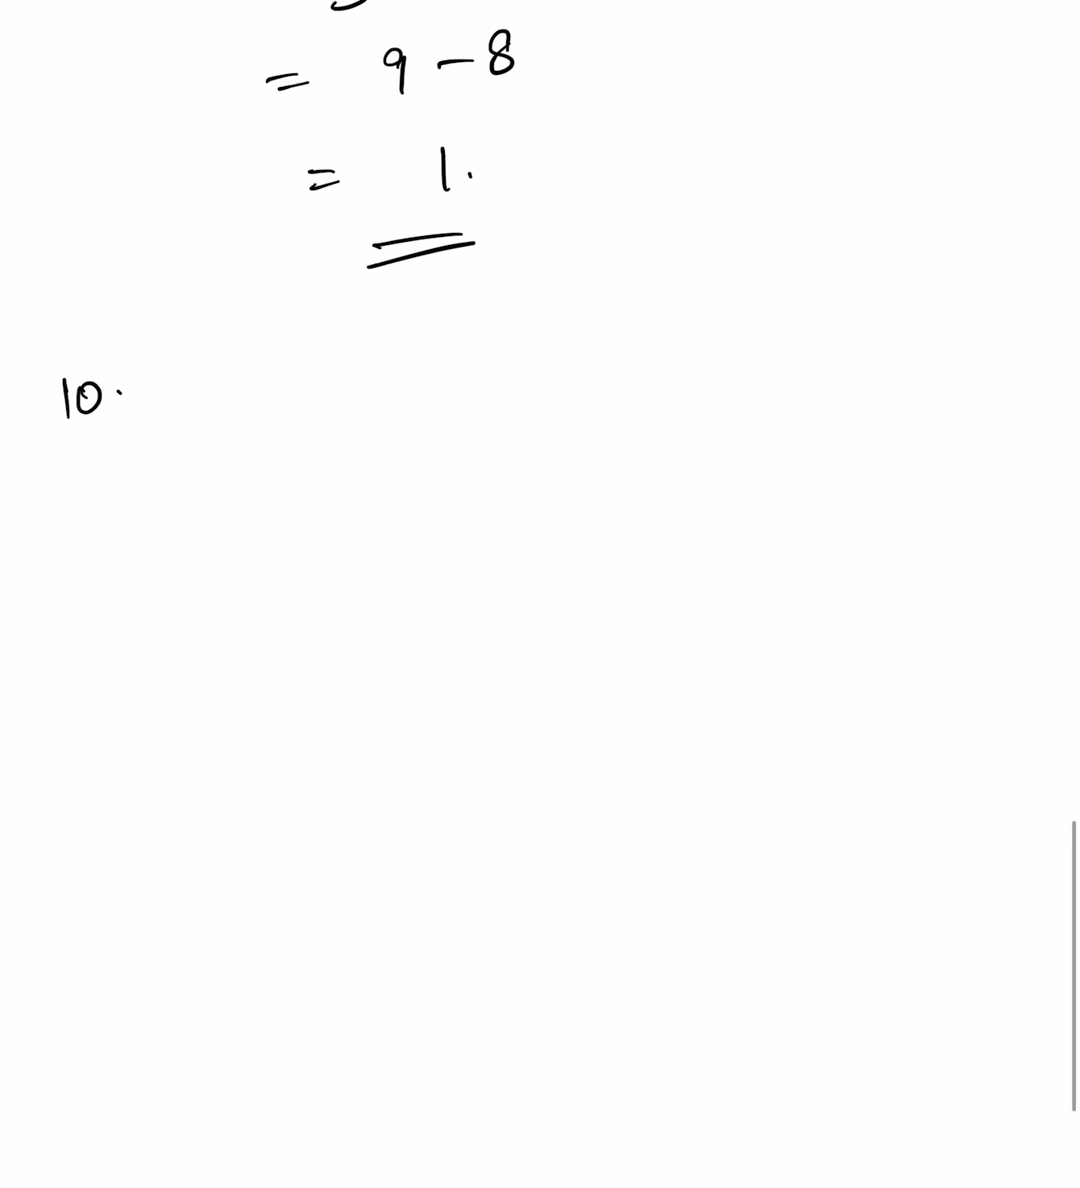 = 9 - 8
= 1.
10.